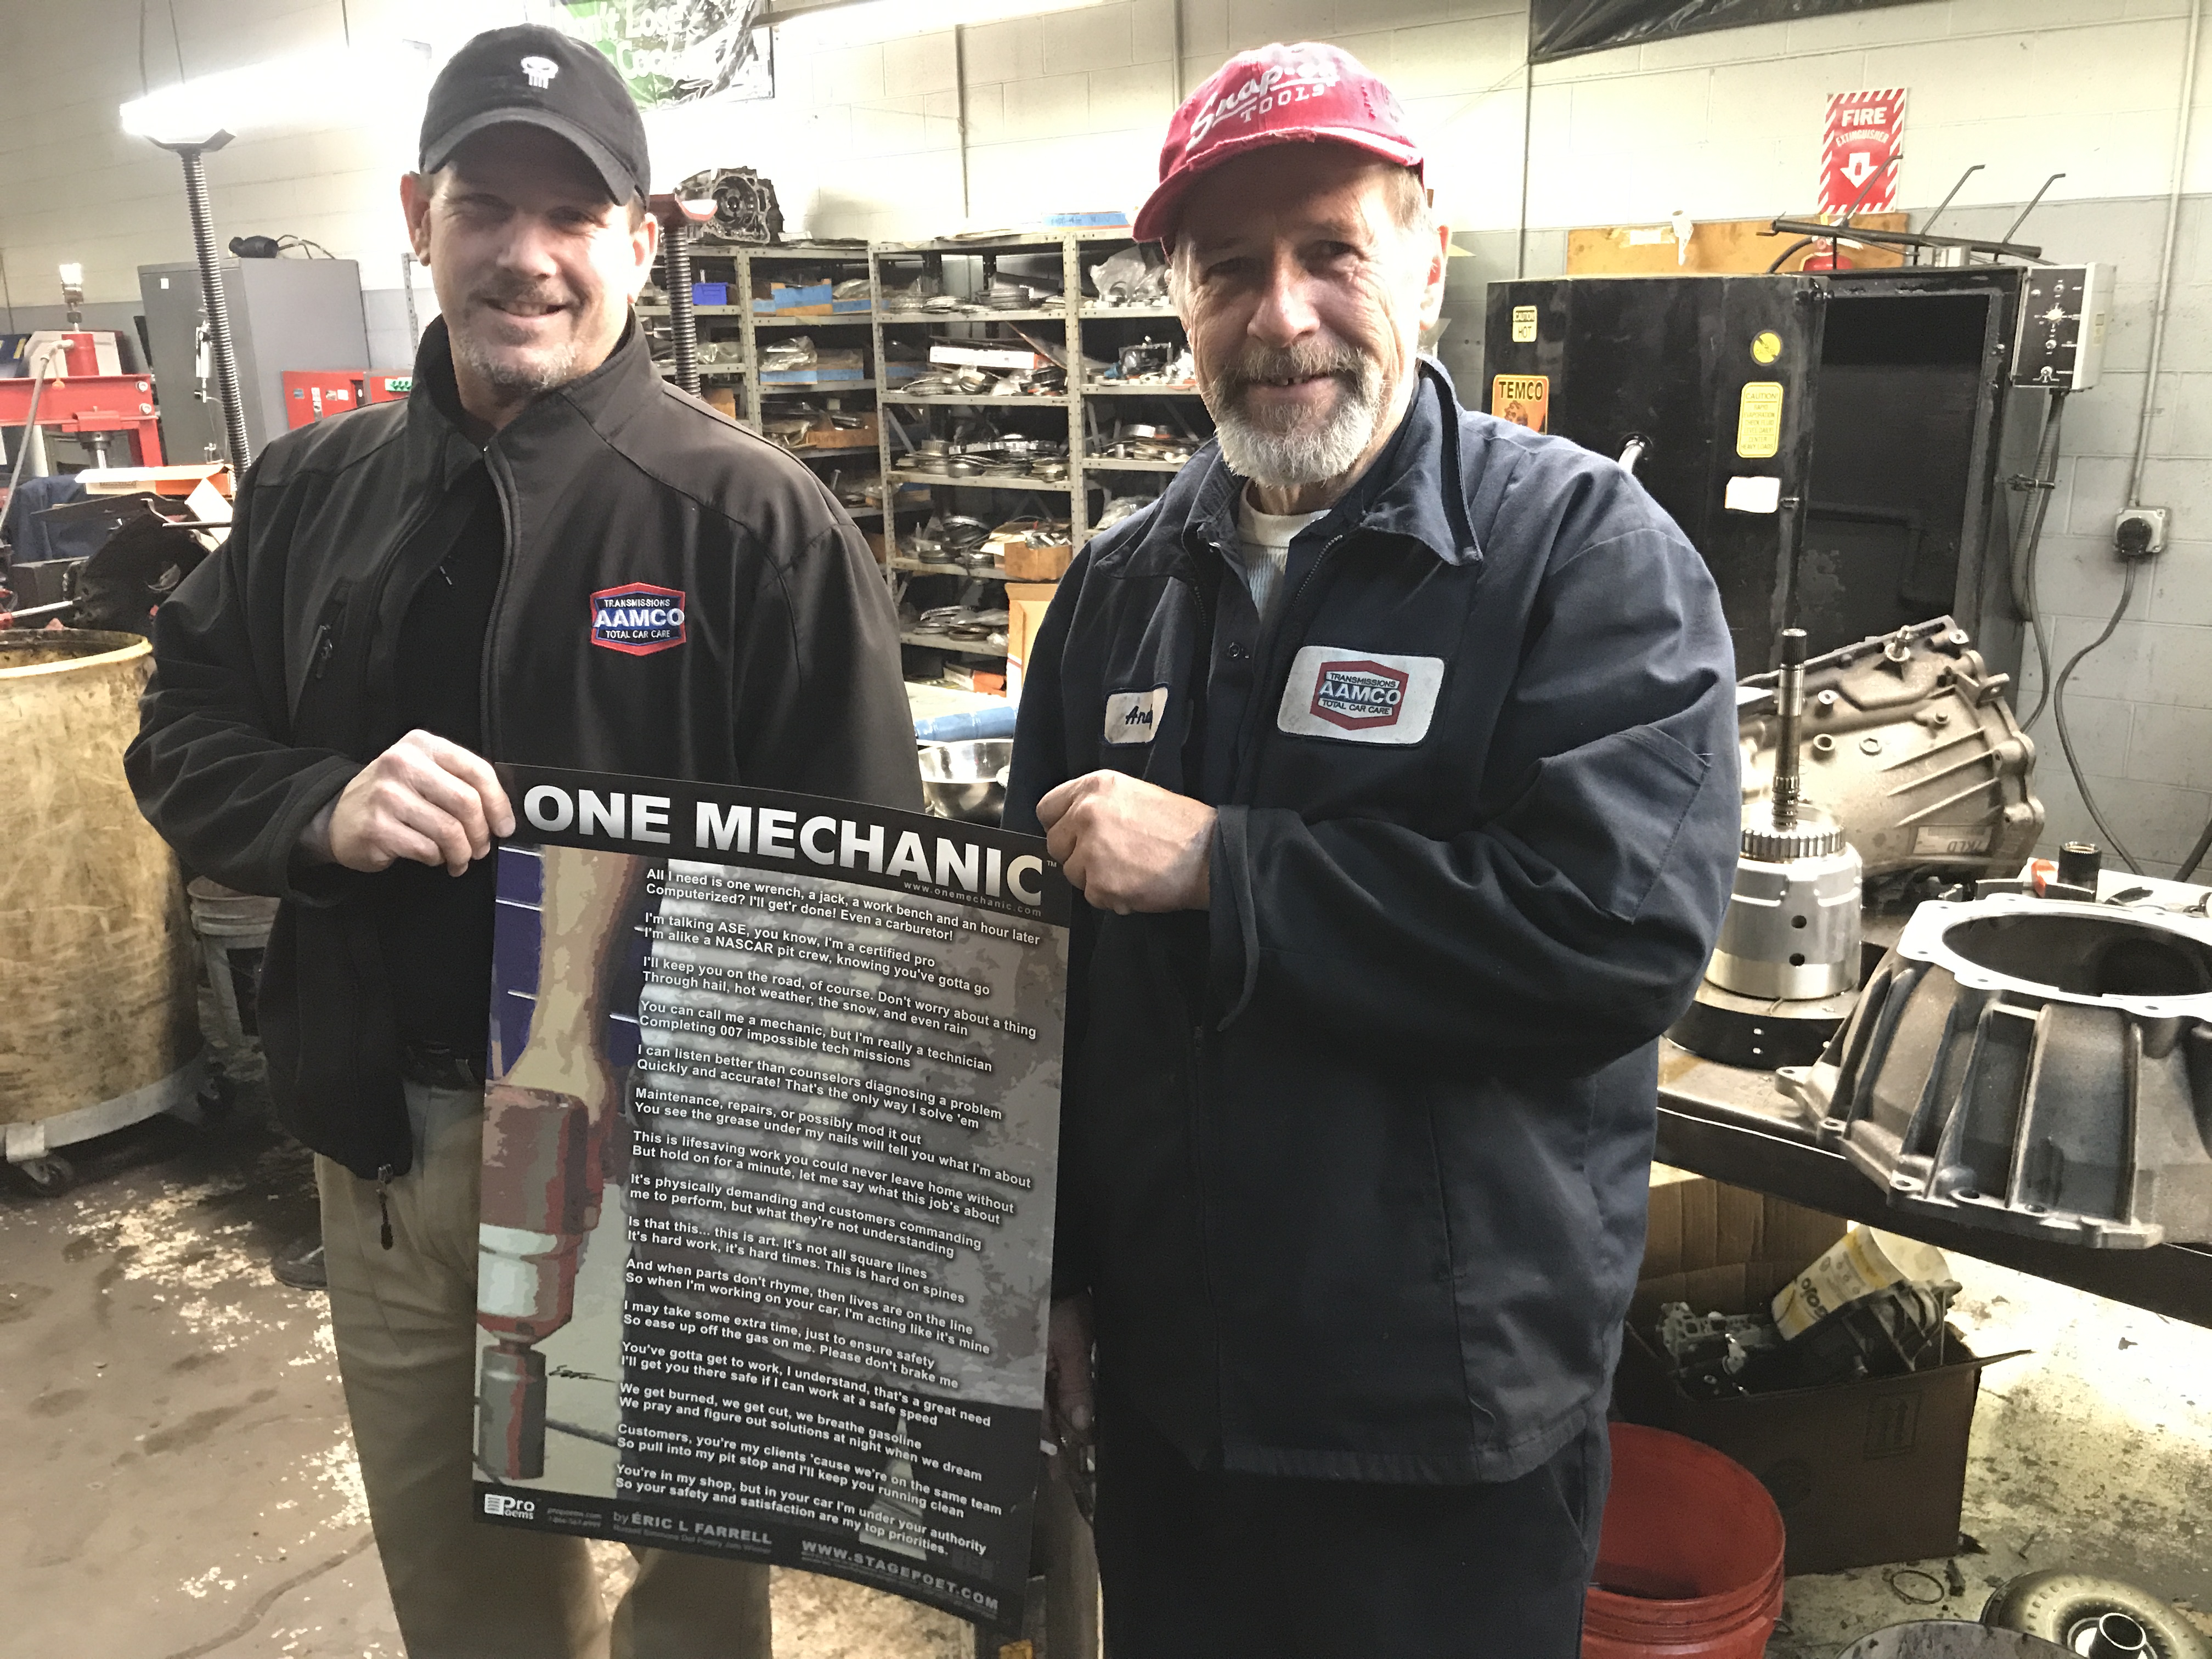 Snap-on
TOOLS
FIRE
EXTINGUISHER
CAUTION
HOT
TEMCO
CAUTION
TRANSMISSIONS
AAMCO
TOTAL CAR CARE
TRANSMISSIONS
AAMCO
TOTAL CAR CARE
ONE MECHANIC™
www.onemechanic.com
All I need is one wrench, a jack, a work bench and an hour later
Computerized? I'll get'r done! Even a carburetor!
I'm talking ASE, you know, I'm a certified pro
I'm alike a NASCAR pit crew, knowing you've gotta go
I'll keep you on the road, of course. Don't worry about a thing
Through hail, hot weather, the snow, and even rain
You can call me a mechanic, but I'm really a technician
Completing 007 impossible tech missions
I can listen better than counselors diagnosing a problem
Quickly and accurate! That's the only way I solve 'em
Maintenance, repairs, or possibly mod it out
You see the grease under my nails will tell you what I'm about
This is lifesaving work you could never leave home without
But hold on for a minute, let me say what this job's about
It's physically demanding and customers commanding
me to perform, but what they're not understanding
Is that this... this is art. It's not all square lines
It's hard work, it's hard times. This is hard on spines
And when parts don't rhyme, then lives are on the line
So when I'm working on your car, I'm acting like it's mine
I may take some extra time, just to ensure safety
So ease up off the gas on me. Please don't brake me
You've gotta get to work, I understand, that's a great need
I'll get you there safe if I can work at a safe speed
We get burned, we get cut, we breathe gasoline
We pray and figure out solutions at night when we dream
Customers, you're my clients 'cause we're on the same team
So pull into my pit stop and I'll keep you running clean
You're in my shop, but in your car I'm under your authority
So your safety and satisfaction are my top priorities.
Pro
Poems
by ÉRIC L FARRELL
Russell Simmons Def Poetry Jam Winner
WWW.STAGEPOET.COM